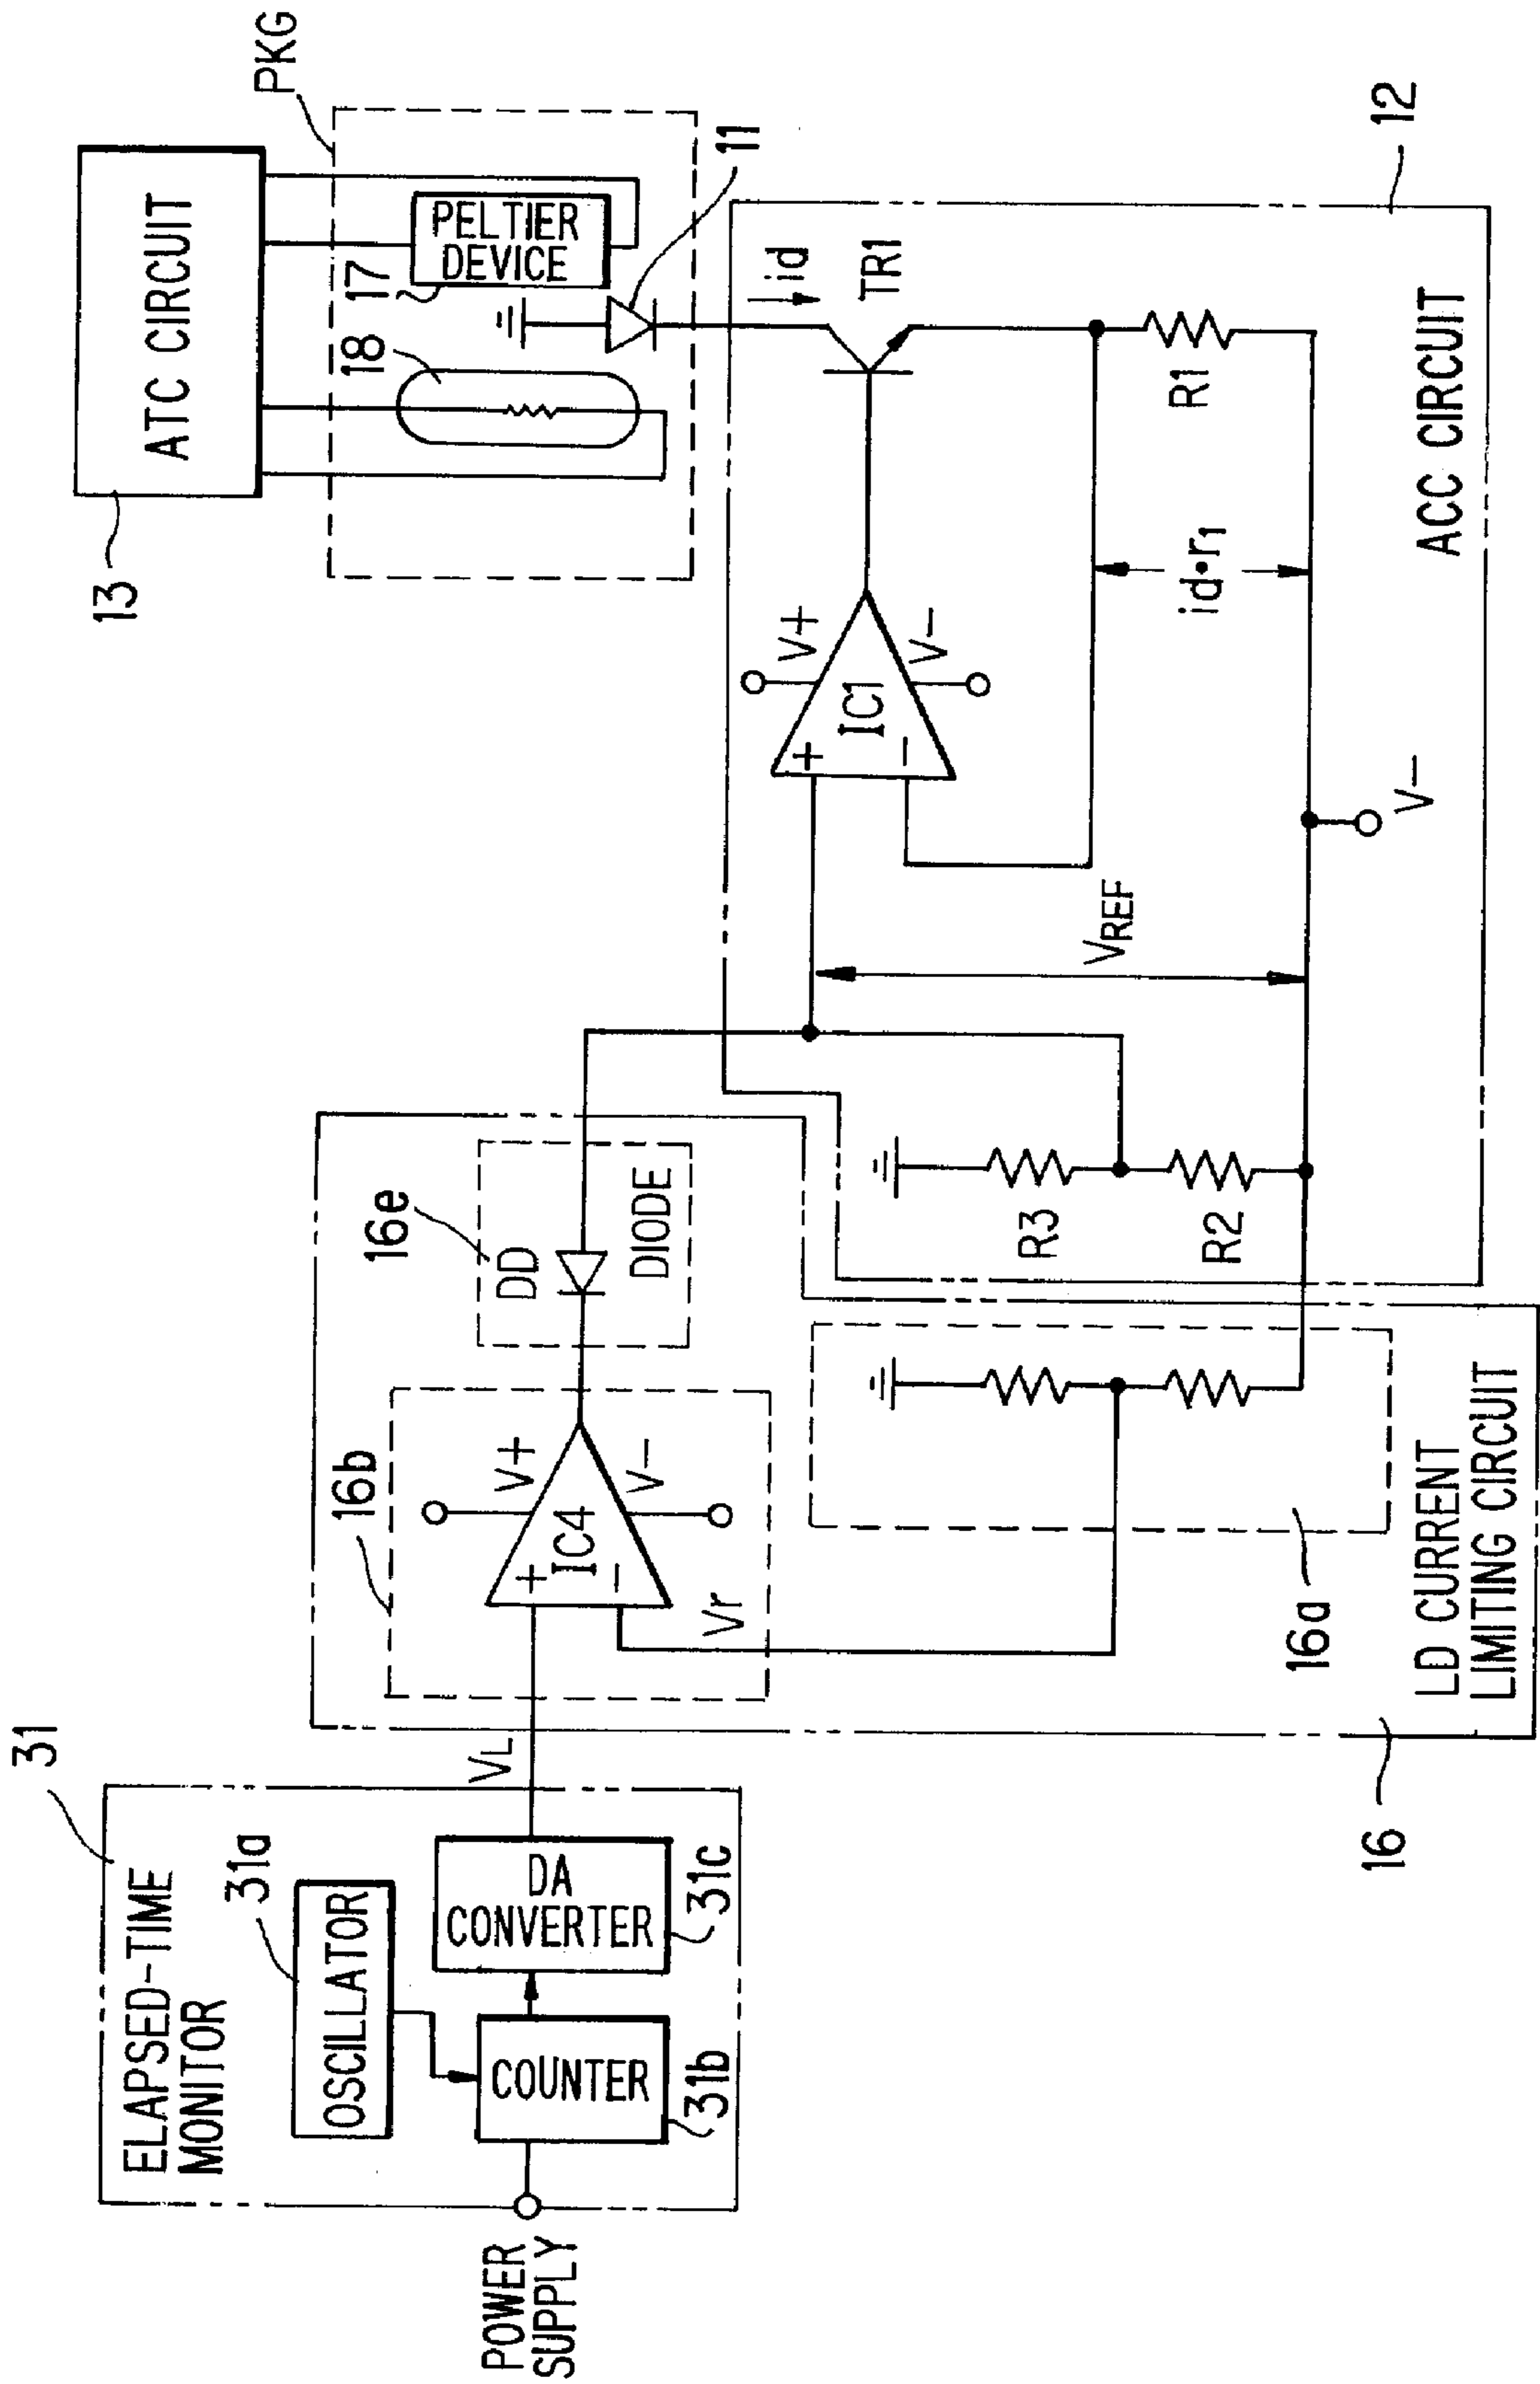 31
ELAPSED-TIME
MONITOR
31a
OSCILLATOR
COUNTER
31b
DA
CONVERTER
31c
POWER
SUPPLY
VL
16b
V+
IC4
+
−
V−
Vr
16e
DD
DIODE
16a
LD CURRENT
LIMITING CIRCUIT
16
R3
R2
VREF
V+
IC1
+
−
V−
V−
id•r1
R1
TR1
id
ACC CIRCUIT
12
13
ATC CIRCUIT
PKG
18
17
PELTIER
DEVICE
11